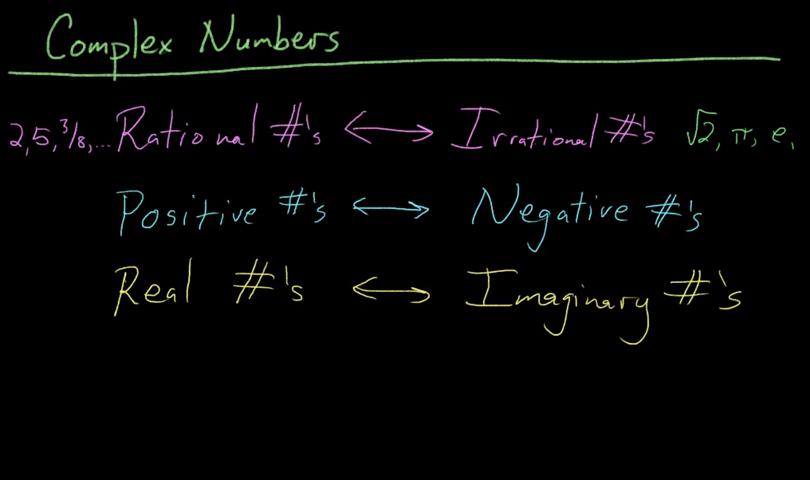 Complex Numbers
2,5,3/8,... Rational #'s ⟷ Irrational #'s √2, π, e,
Positive #'s ⟷ Negative #'s
Real #'s ⟷ Imaginary #'s